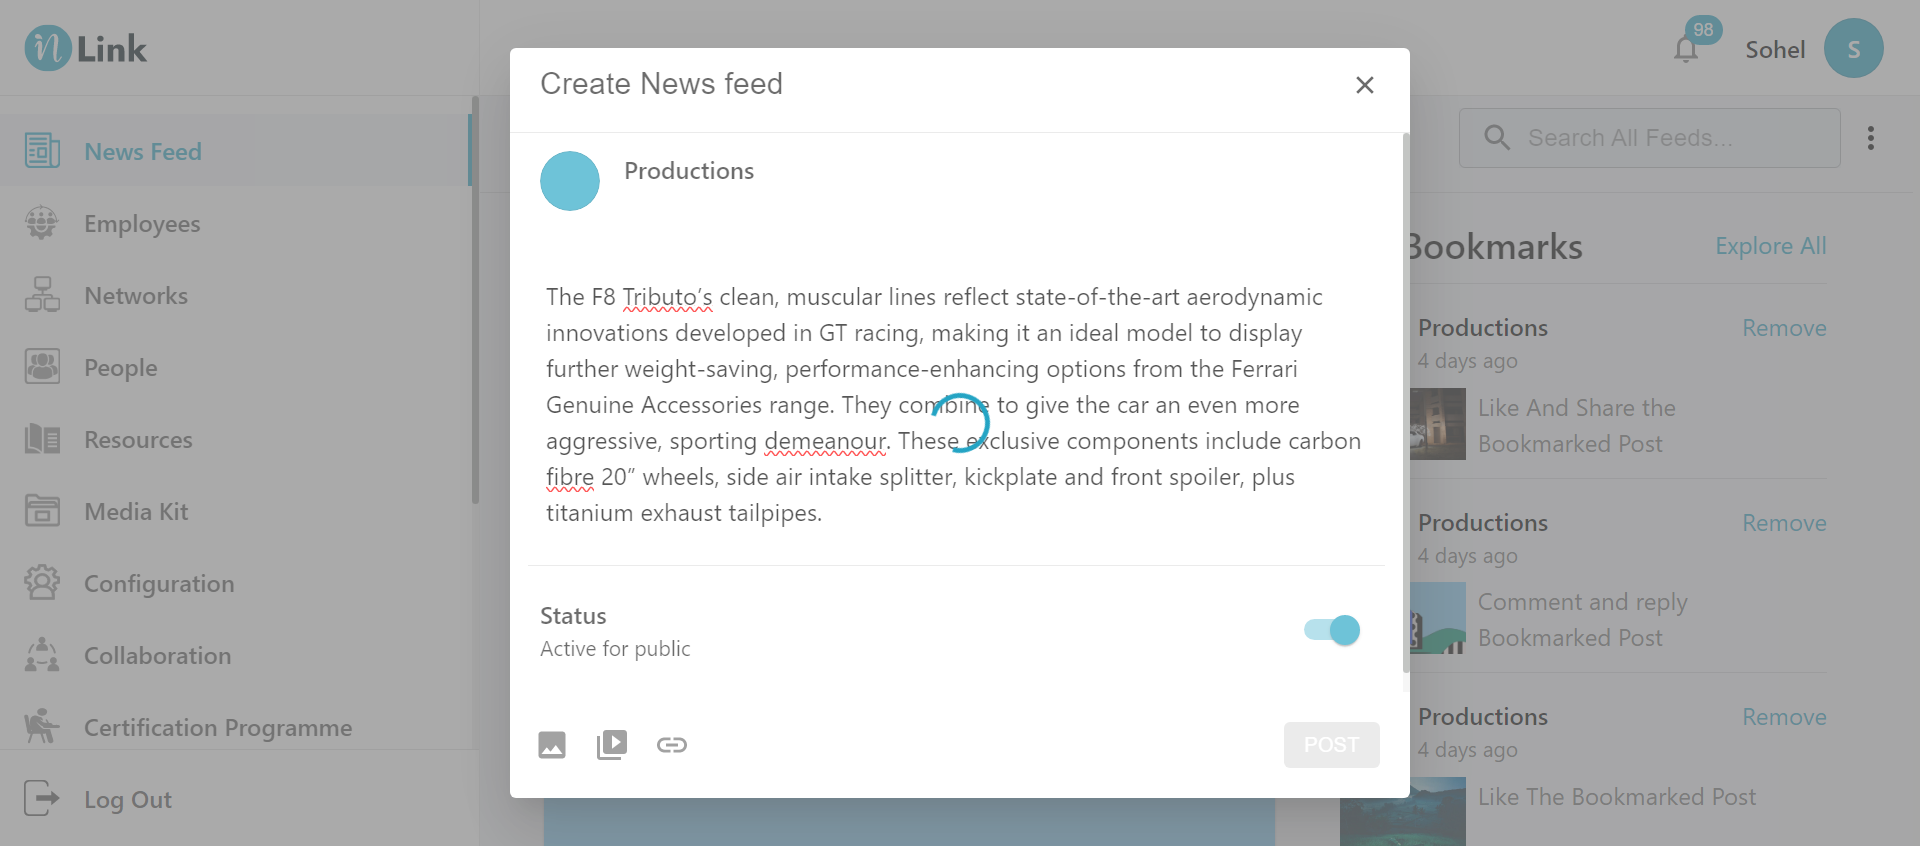 n Link
98
Sohel
S
News Feed
Employees
Networks
People
Resources
Media Kit
Configuration
Collaboration
Certification Programme
Log Out
Create News feed
Productions
The F8 Tributo’s clean, muscular lines reflect state-of-the-art aerodynamic
innovations developed in GT racing, making it an ideal model to display
further weight-saving, performance-enhancing options from the Ferrari
Genuine Accessories range. They combine to give the car an even more
aggressive, sporting demeanour. These exclusive components include carbon
fibre 20” wheels, side air intake splitter, kickplate and front spoiler, plus
titanium exhaust tailpipes.
Status
Active for public
POST
Search All Feeds...
Bookmarks
Explore All
Productions
Remove
4 days ago
Like And Share the
Bookmarked Post
Productions
Remove
4 days ago
Comment and reply
Bookmarked Post
Productions
Remove
4 days ago
Like The Bookmarked Post